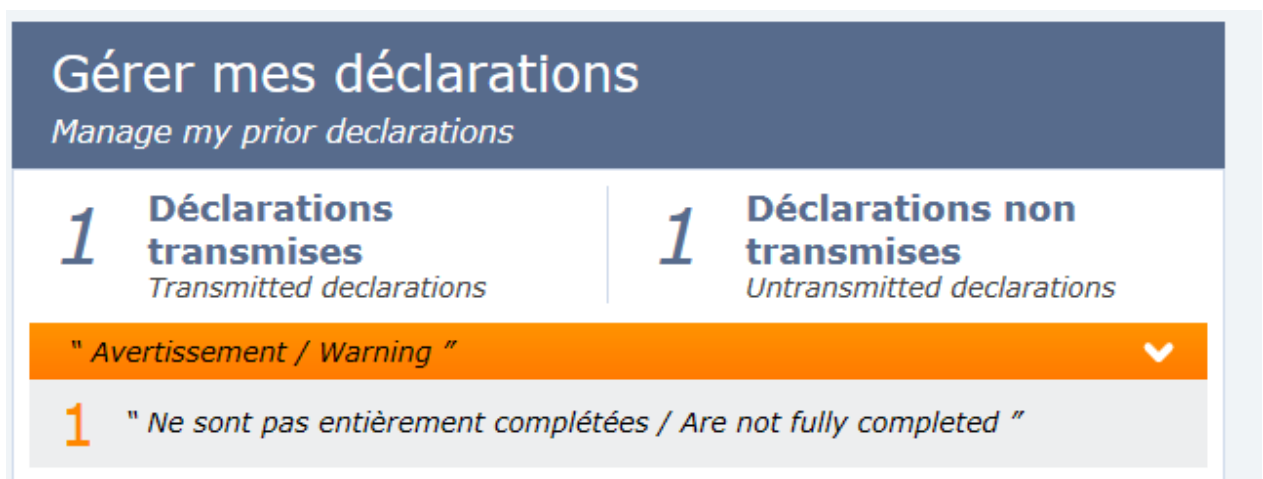 Gérer mes déclarations
Manage my prior declarations
1
Déclarations
transmises
Transmitted declarations
1
Déclarations non
transmises
Untransmitted declarations
“ Avertissement / Warning ”
1
“ Ne sont pas entièrement complétées / Are not fully completed ”